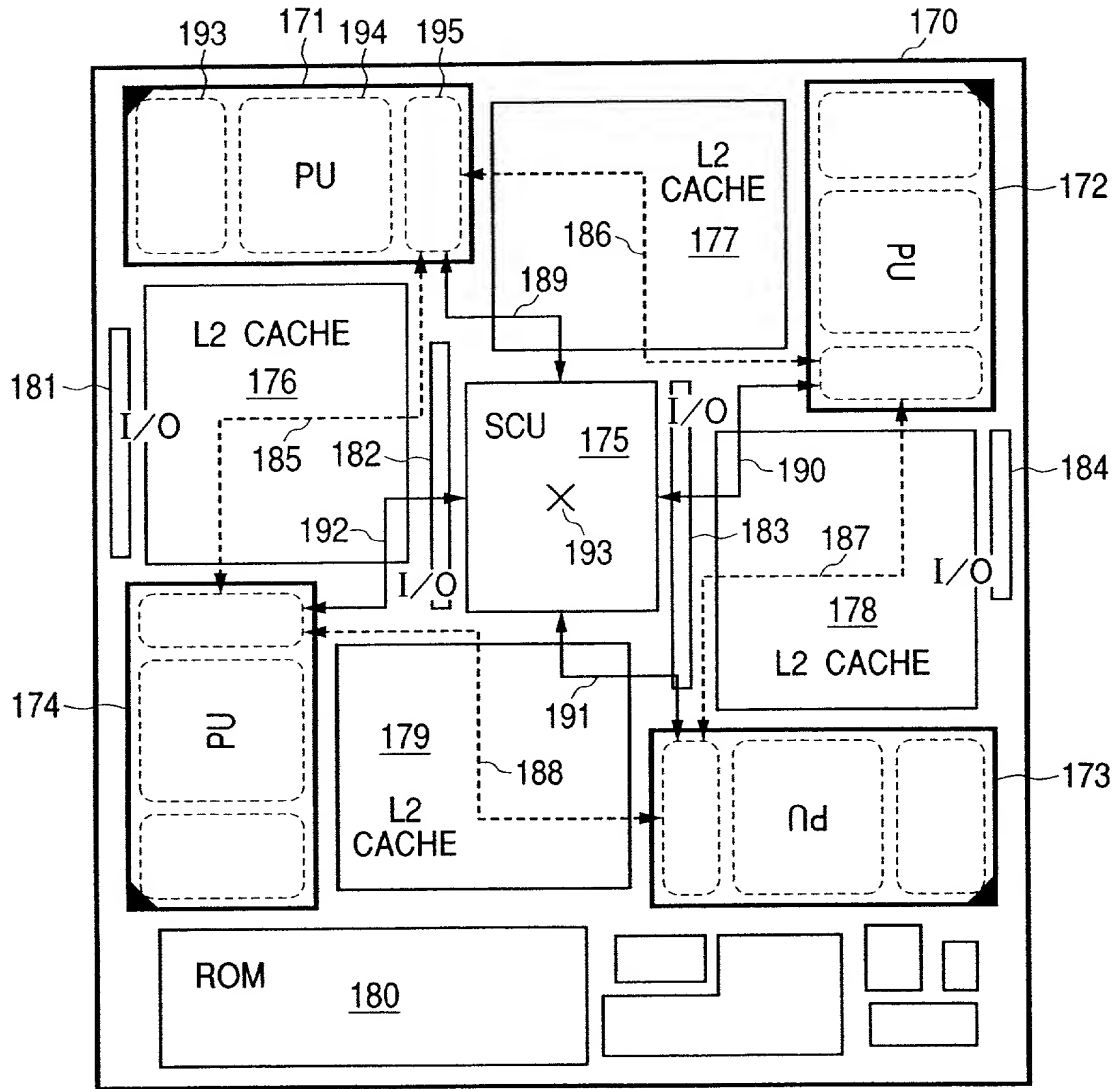 193
171
194
195
170
PU
L2
CACHE
177
172
PU
186
189
L2 CACHE
176
181
I/O
185
182
SCU
175
193
I/O
190
183
184
192
I/O
187
I/O
178
L2 CACHE
174
PU
191
179
188
L2
CACHE
PU
173
ROM
180